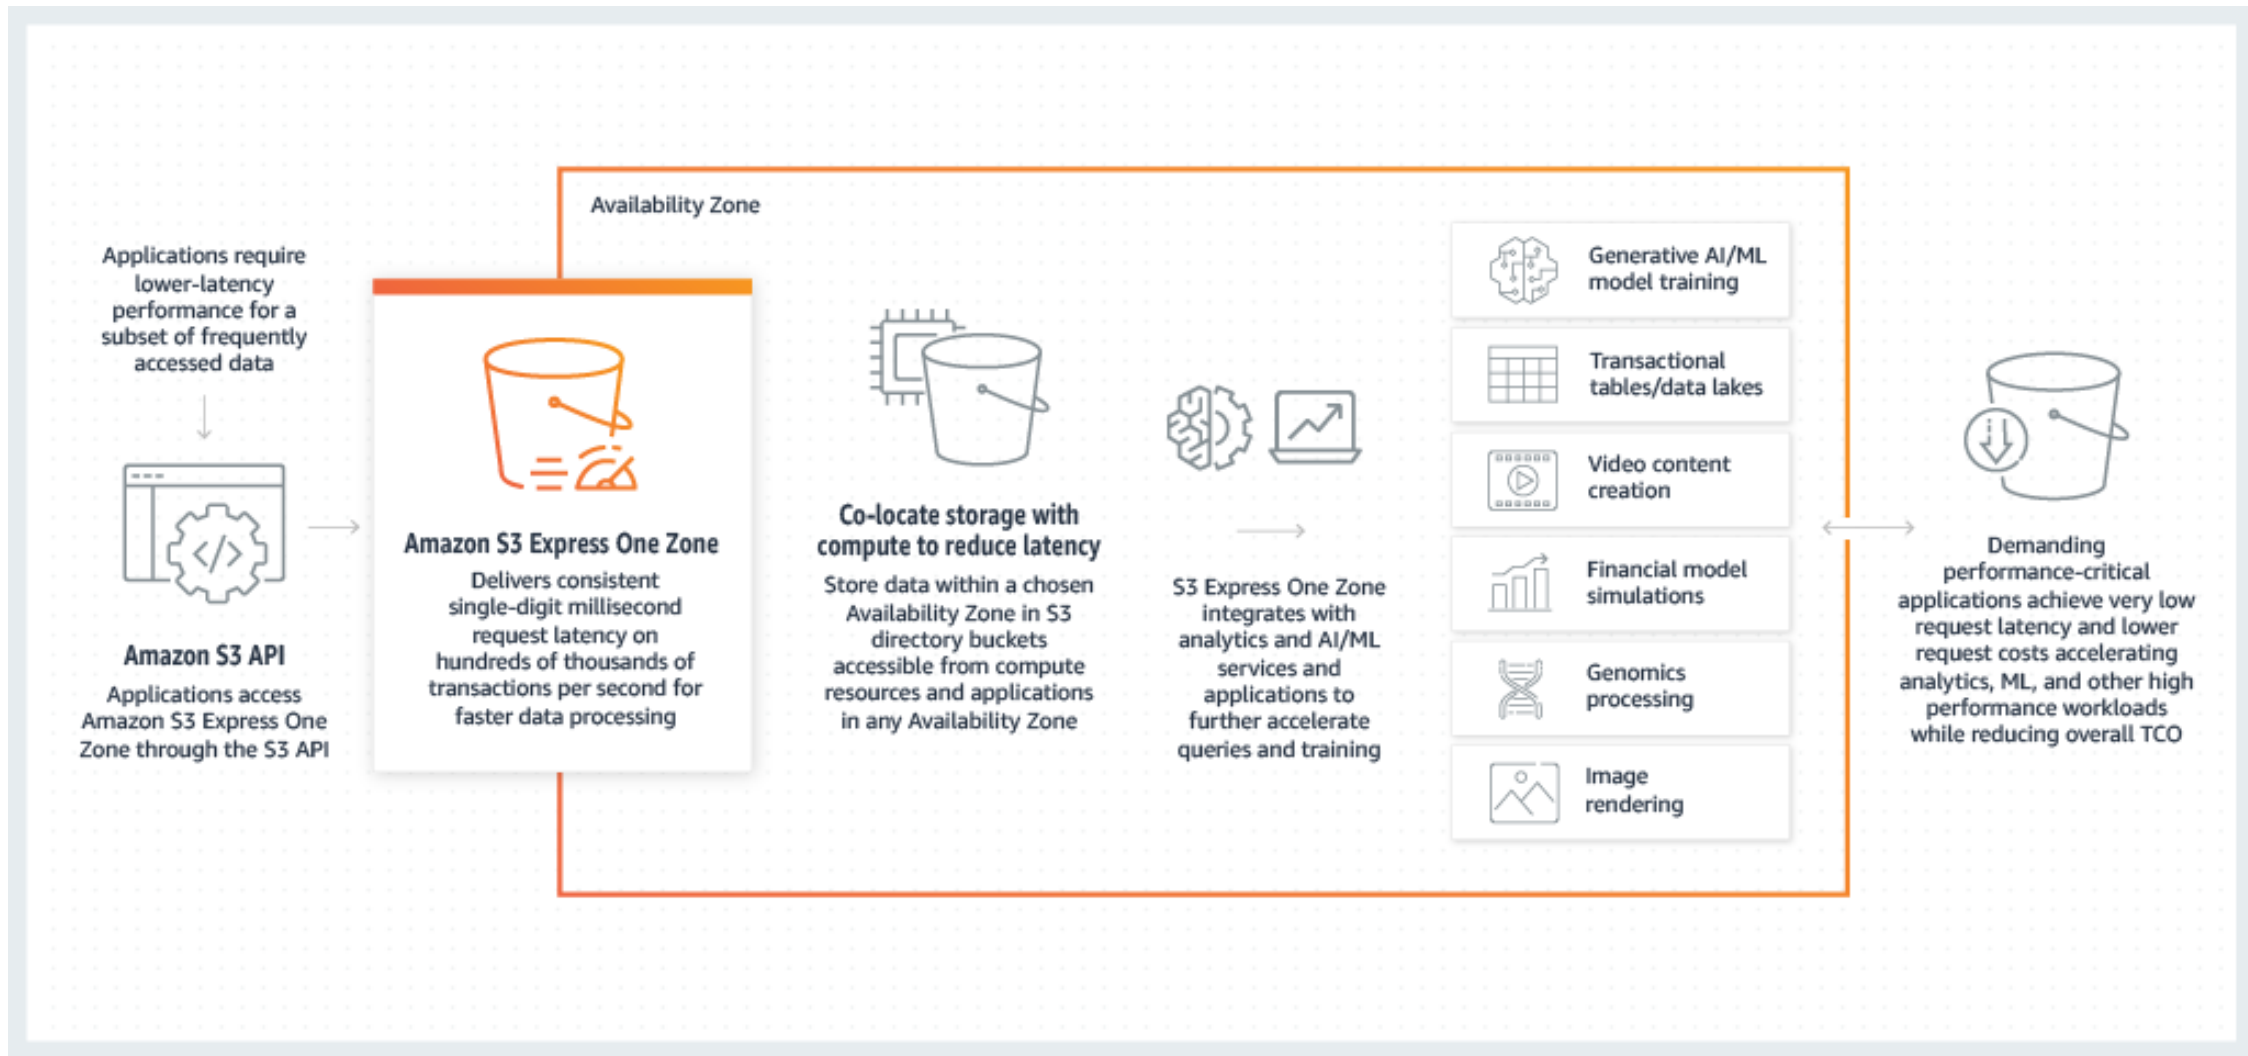 Applications require
lower-latency
performance for a
subset of frequently
accessed data
Amazon S3 API
Applications access
Amazon S3 Express One
Zone through the S3 API
Availability Zone
Amazon S3 Express One Zone
Delivers consistent
single-digit millisecond
request latency on
hundreds of thousands of
transactions per second for
faster data processing
Co-locate storage with
compute to reduce latency
Store data within a chosen
Availability Zone in S3
directory buckets
accessible from compute
resources and applications
in any Availability Zone
S3 Express One Zone
integrates with
analytics and AI/ML
services and
applications to
further accelerate
queries and training
Generative AI/ML
model training
Transactional
tables/data lakes
Video content
creation
Financial model
simulations
Genomics
processing
Image
rendering
Demanding
performance-critical
applications achieve very low
request latency and lower
request costs accelerating
analytics, ML, and other high
performance workloads
while reducing overall TCO